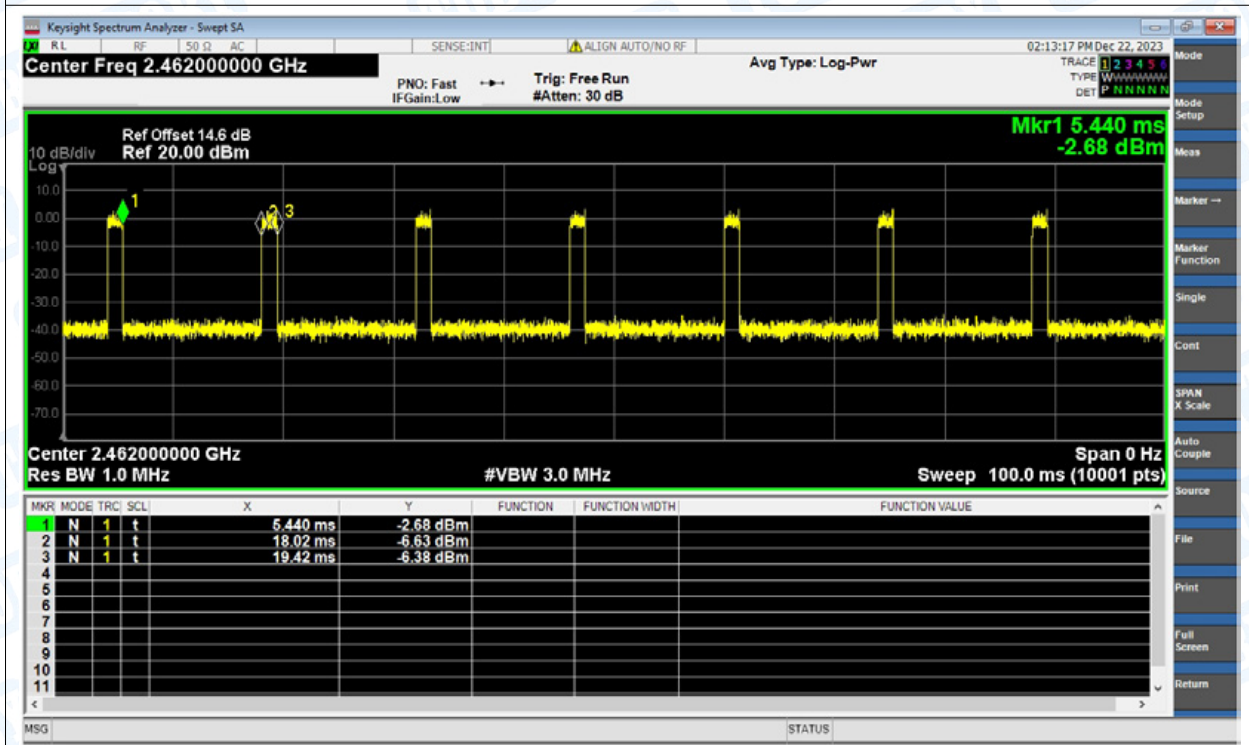 Keysight Spectrum Analyzer - Swept SA
RL RF 50 Ω AC SENSE:INT ALIGN AUTO/NO RF 02:13:17 PM Dec 22, 2023
Center Freq 2.462000000 GHz
PNO: Fast
IFGain:Low
Trig: Free Run
#Atten: 30 dB
Avg Type: Log-Pwr
TRACE 1 2 3 4 5 6
TYPE WWWWWW
DET P N N N N N
Mkr1 5.440 ms
-2.68 dBm
Ref Offset 14.6 dB
10 dB/div Ref 20.00 dBm
Log
10.0
0.00
-10.0
-20.0
-30.0
-40.0
-50.0
-60.0
-70.0
1
2 3
Center 2.462000000 GHz Span 0 Hz
Res BW 1.0 MHz #VBW 3.0 MHz Sweep 100.0 ms (10001 pts)
MKR MODE TRC SCL X Y FUNCTION FUNCTION WIDTH FUNCTION VALUE
1 N 1 t 5.440 ms -2.68 dBm
2 N 1 t 18.02 ms -6.63 dBm
3 N 1 t 19.42 ms -6.38 dBm
4
5
6
7
8
9
10
11
MSG STATUS
Mode
Mode
Setup
Meas
Marker →
Marker
Function
Single
Cont
SPAN
X Scale
Auto
Couple
Source
File
Print
Full
Screen
Return